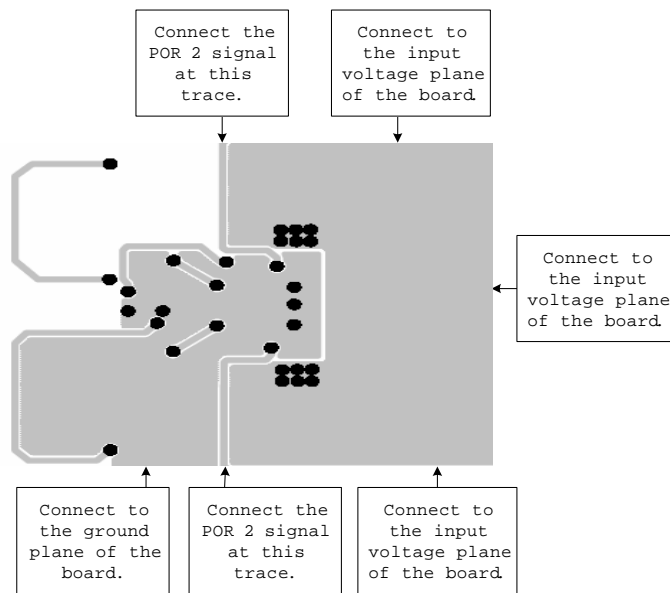 Connect the
POR 2 signal
at this
trace.
Connect to
the input
voltage plane
of the board.
Connect to
the input
voltage plane
of the board.
Connect to
the ground
plane of the
board.
Connect the
POR 2 signal
at this
trace.
Connect to
the input
voltage plane
of the board.